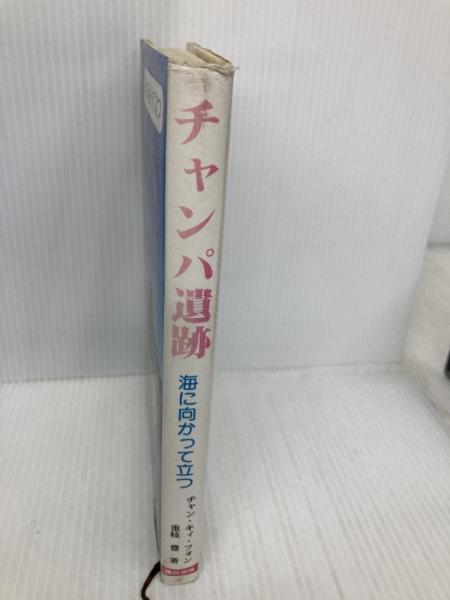 チャンパ遺跡
海に向かって立つ
チャン・キィ・フォン
重枝 豊 著